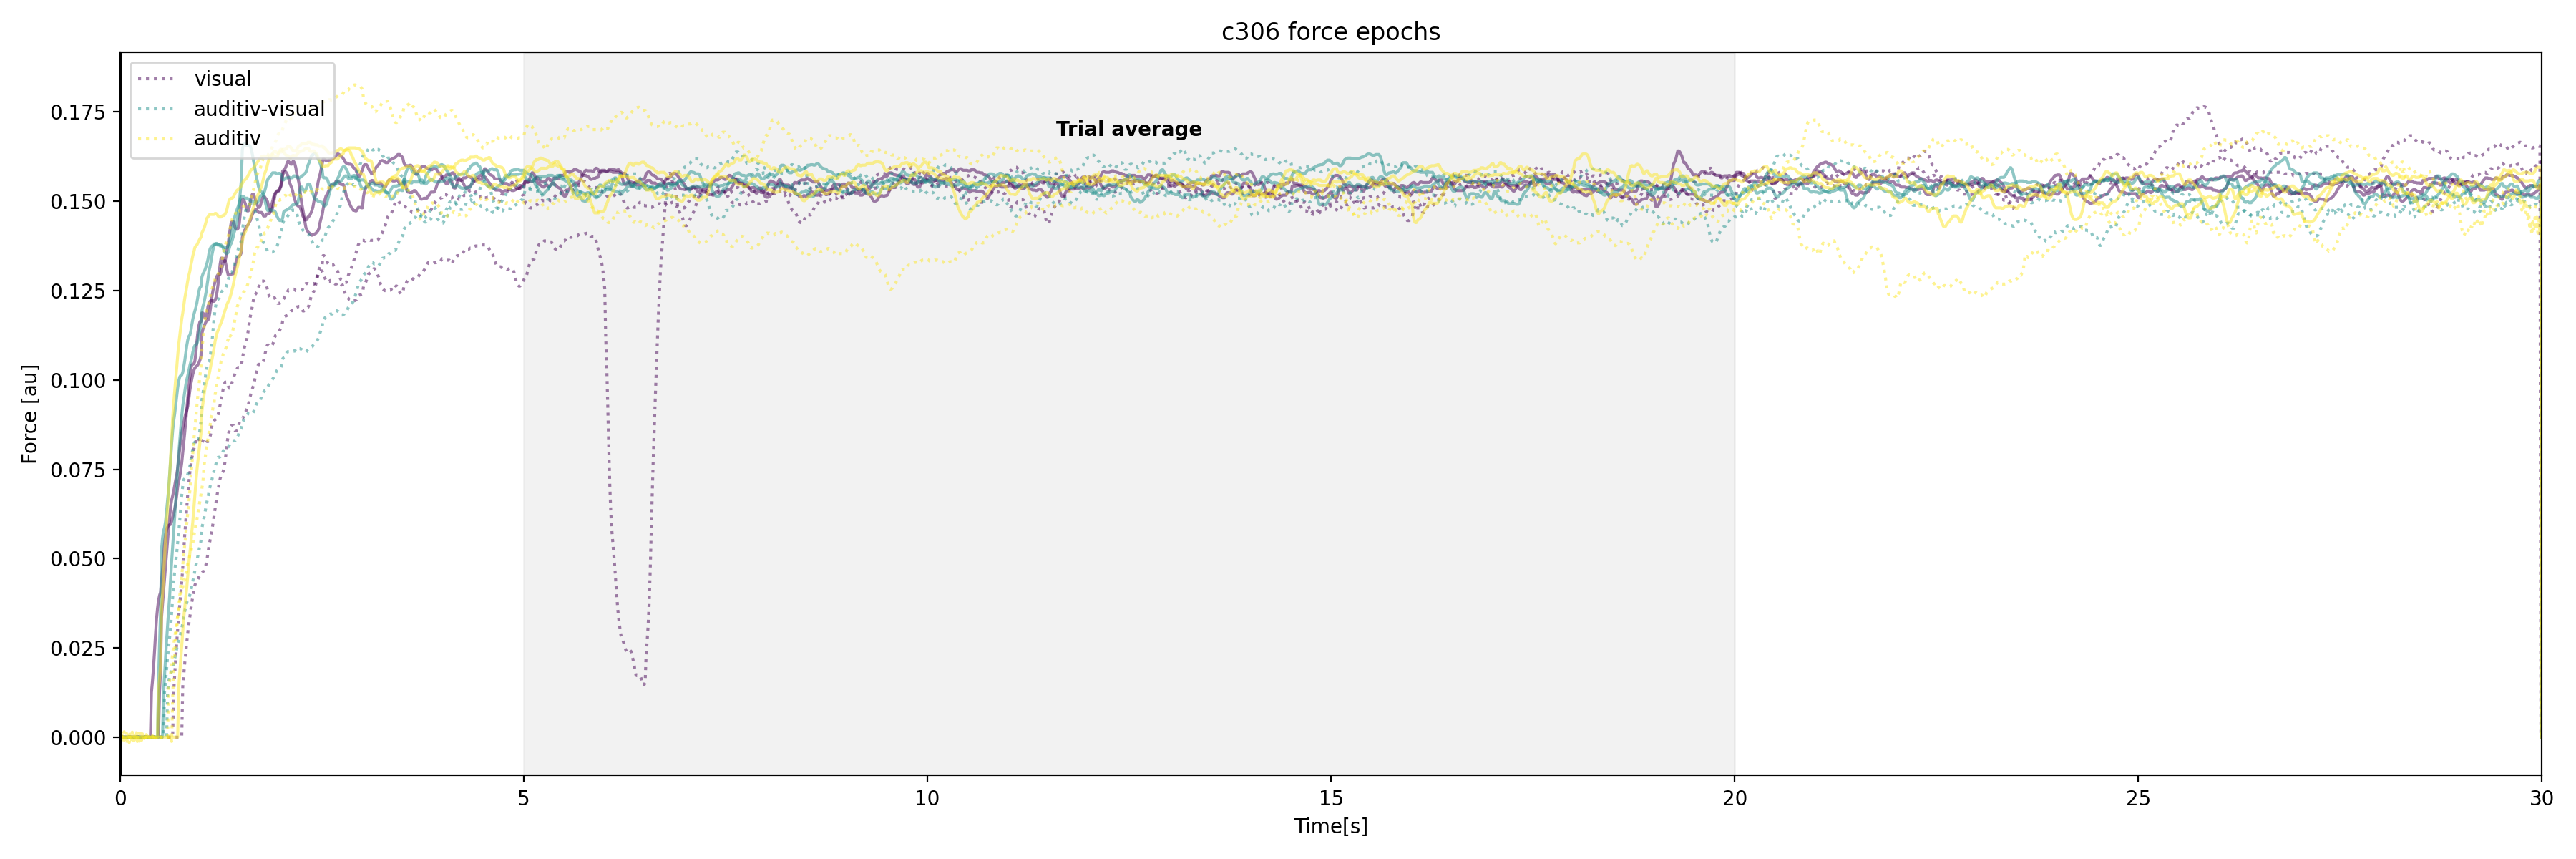 c306 force epochs
visual
auditiv-visual
auditiv
Trial average
0.175
0.150
0.125
0.100
0.075
0.050
0.025
0.000
Force [au]
0 5 10 15 20 25 30
Time[s]